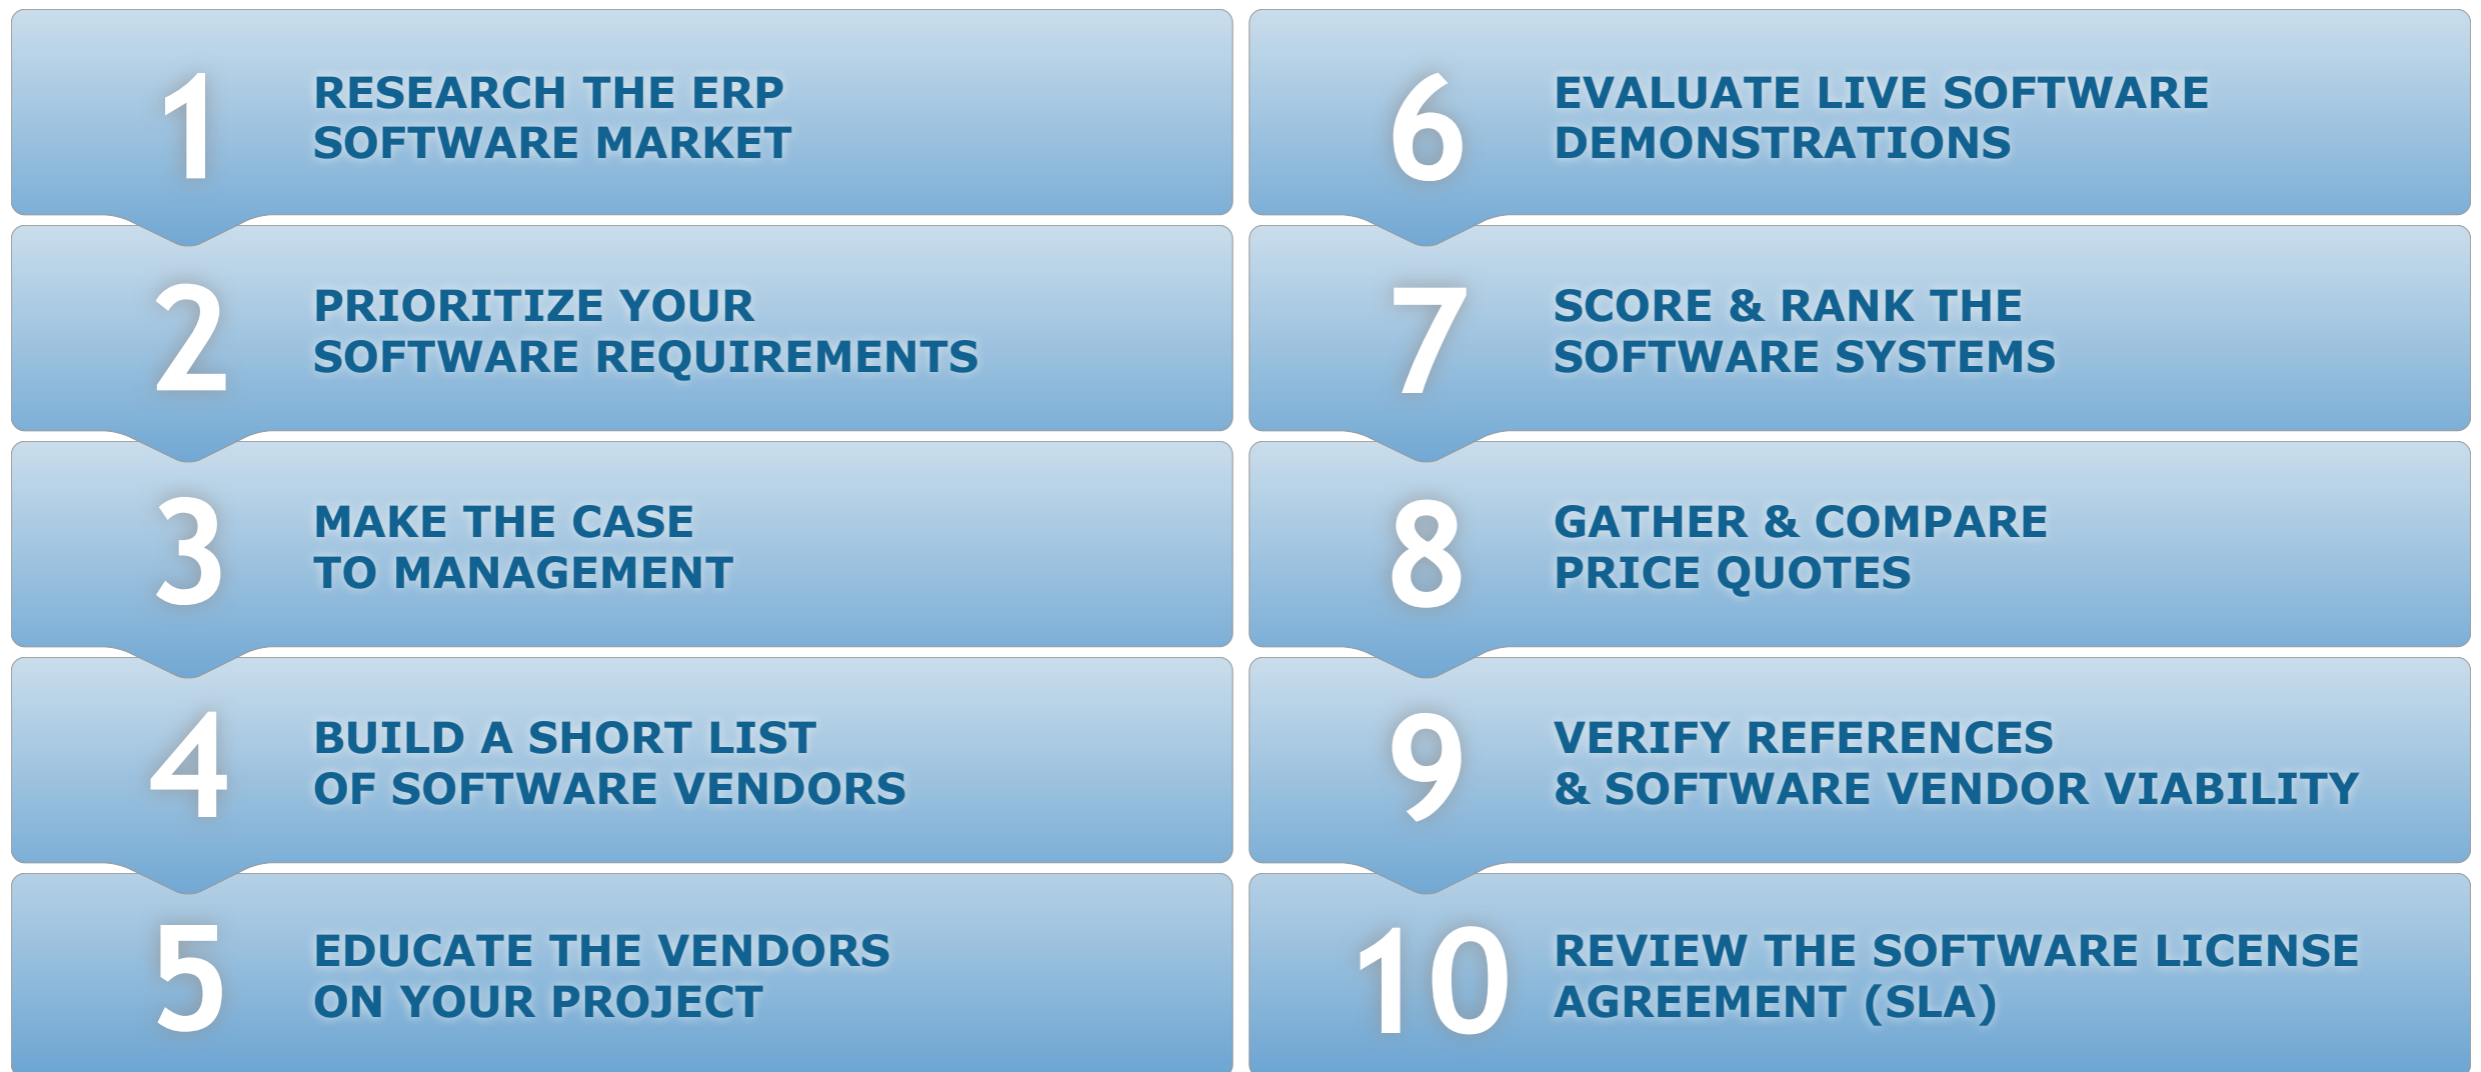 1
RESEARCH THE ERP
SOFTWARE MARKET
2
PRIORITIZE YOUR
SOFTWARE REQUIREMENTS
3
MAKE THE CASE
TO MANAGEMENT
4
BUILD A SHORT LIST
OF SOFTWARE VENDORS
5
EDUCATE THE VENDORS
ON YOUR PROJECT
6
EVALUATE LIVE SOFTWARE
DEMONSTRATIONS
7
SCORE & RANK THE
SOFTWARE SYSTEMS
8
GATHER & COMPARE
PRICE QUOTES
9
VERIFY REFERENCES
& SOFTWARE VENDOR VIABILITY
10
REVIEW THE SOFTWARE LICENSE
AGREEMENT (SLA)